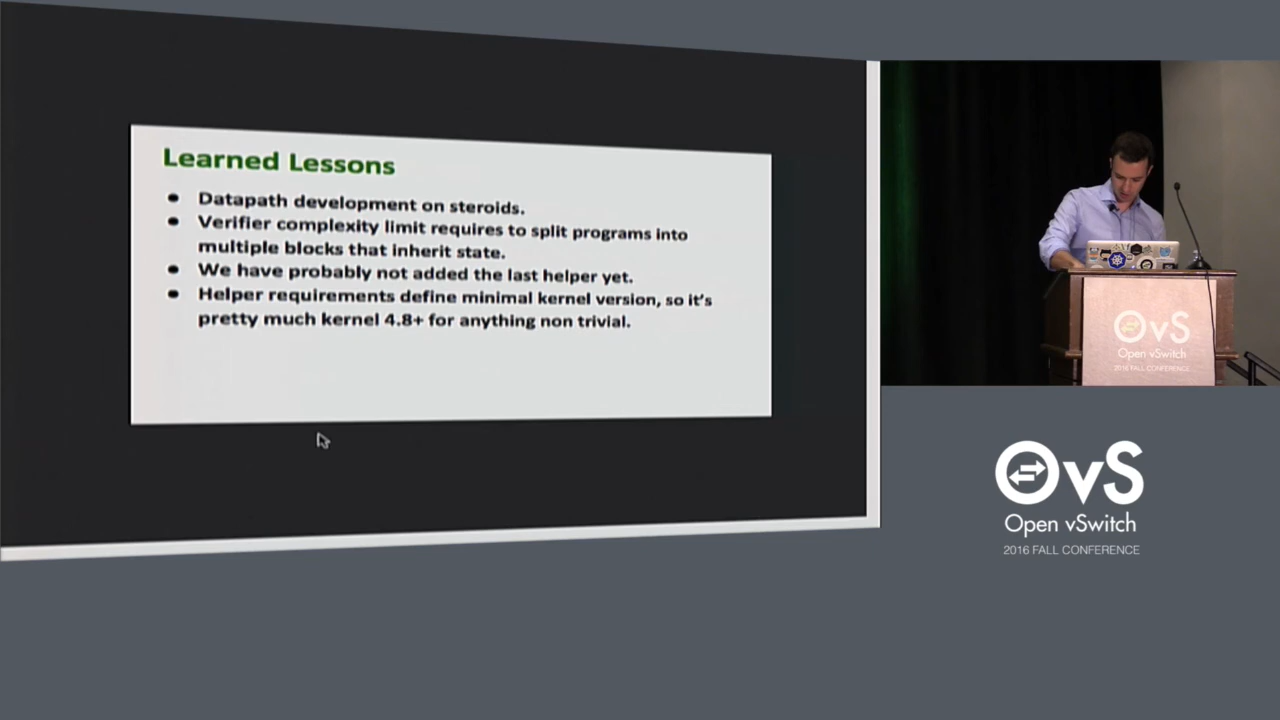 Learned Lessons
● Datapath development on steroids.
● Verifier complexity limit requires to split programs into
multiple blocks that inherit state.
● We have probably not added the last helper yet.
● Helper requirements define minimal kernel version, so it's
pretty much kernel 4.8+ for anything non trivial.
OvS
Open vSwitch
2016 FALL CONFERENCE
OvS
Open vSwitch
2016 FALL CONFERENCE